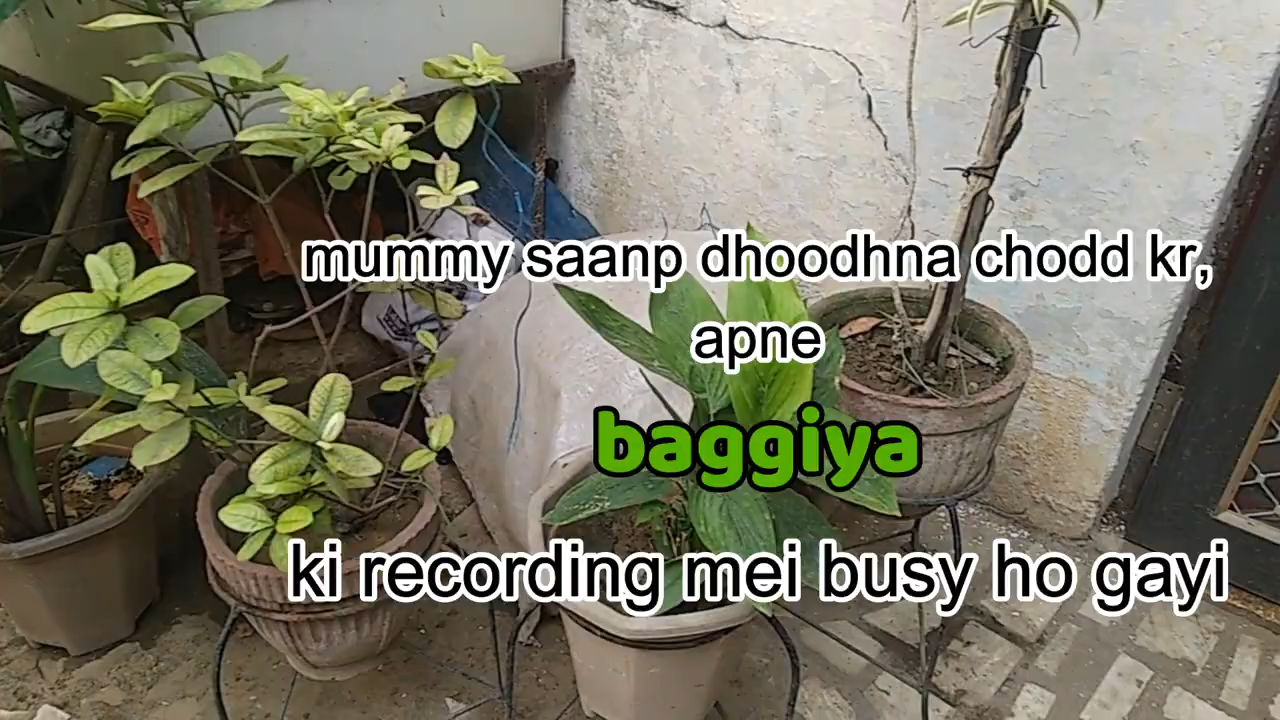 mummy saanp dhoodhna chodd kr,
apne
baggiya
ki recording mei busy ho gayi